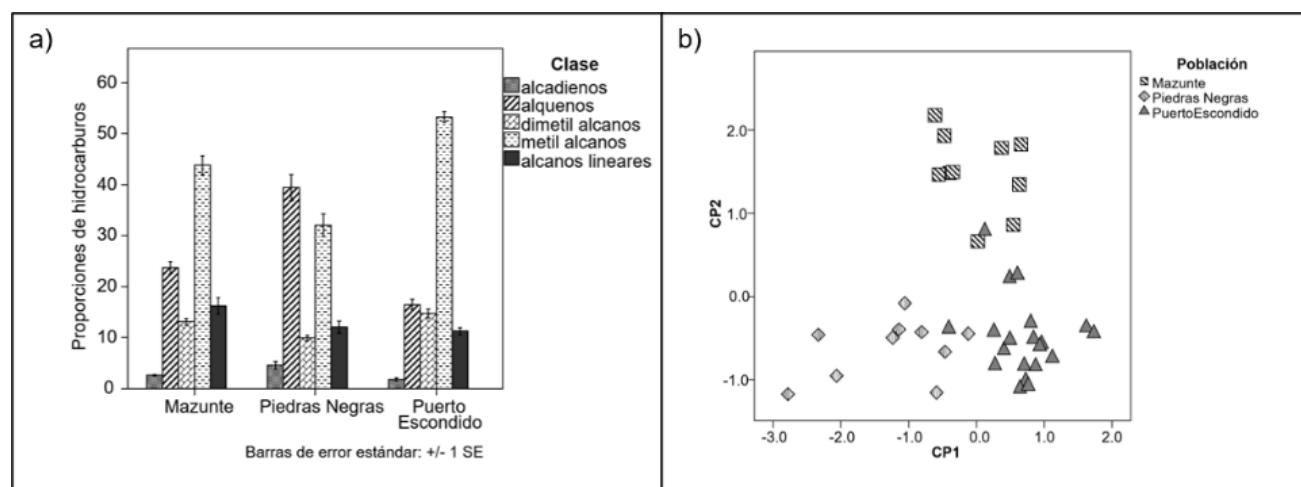 a)
Proporciones de hidrocarburos
60
50
40
30
20
10
0
Mazunte
Piedras Negras
Puerto
Escondido
Barras de error estándar: +/- 1 SE
Clase
alcadienos
alquenos
dimetil alcanos
metil alcanos
alcanos lineares
b)
CP2
2.0
1.0
0.0
-1.0
-3.0
-2.0
-1.0
0.0
1.0
2.0
CP1
Población
Mazunte
Piedras Negras
PuertoEscondido